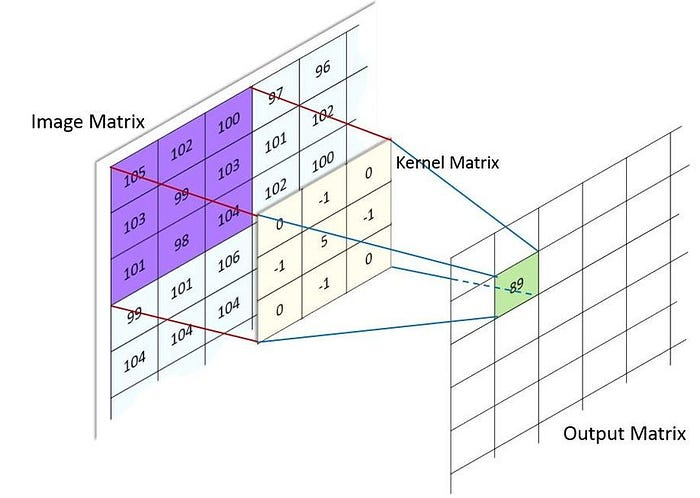 Image Matrix
105 102 100 97 96
103 99 103 101 102
101 98 104 102 100
99 101 106
104 104 104
Kernel Matrix
0 -1 0
-1 5 -1
0 -1 0
89
Output Matrix